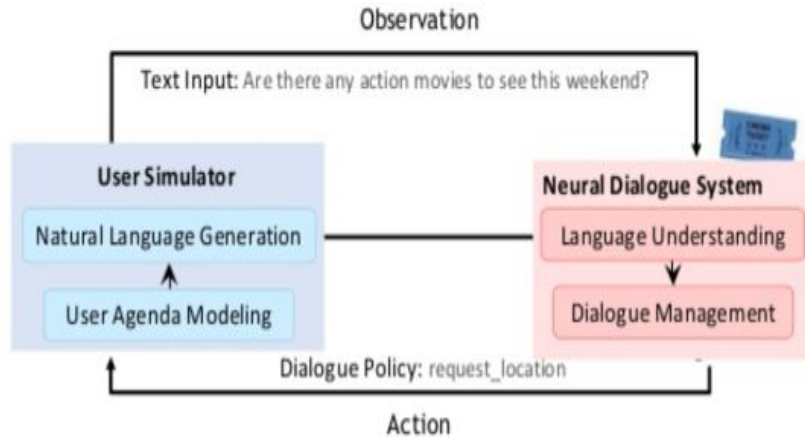 Observation
Text Input: Are there any action movies to see this weekend?
User Simulator
Natural Language Generation
User Agenda Modeling
Neural Dialogue System
Language Understanding
Dialogue Management
Dialogue Policy: request_location
Action